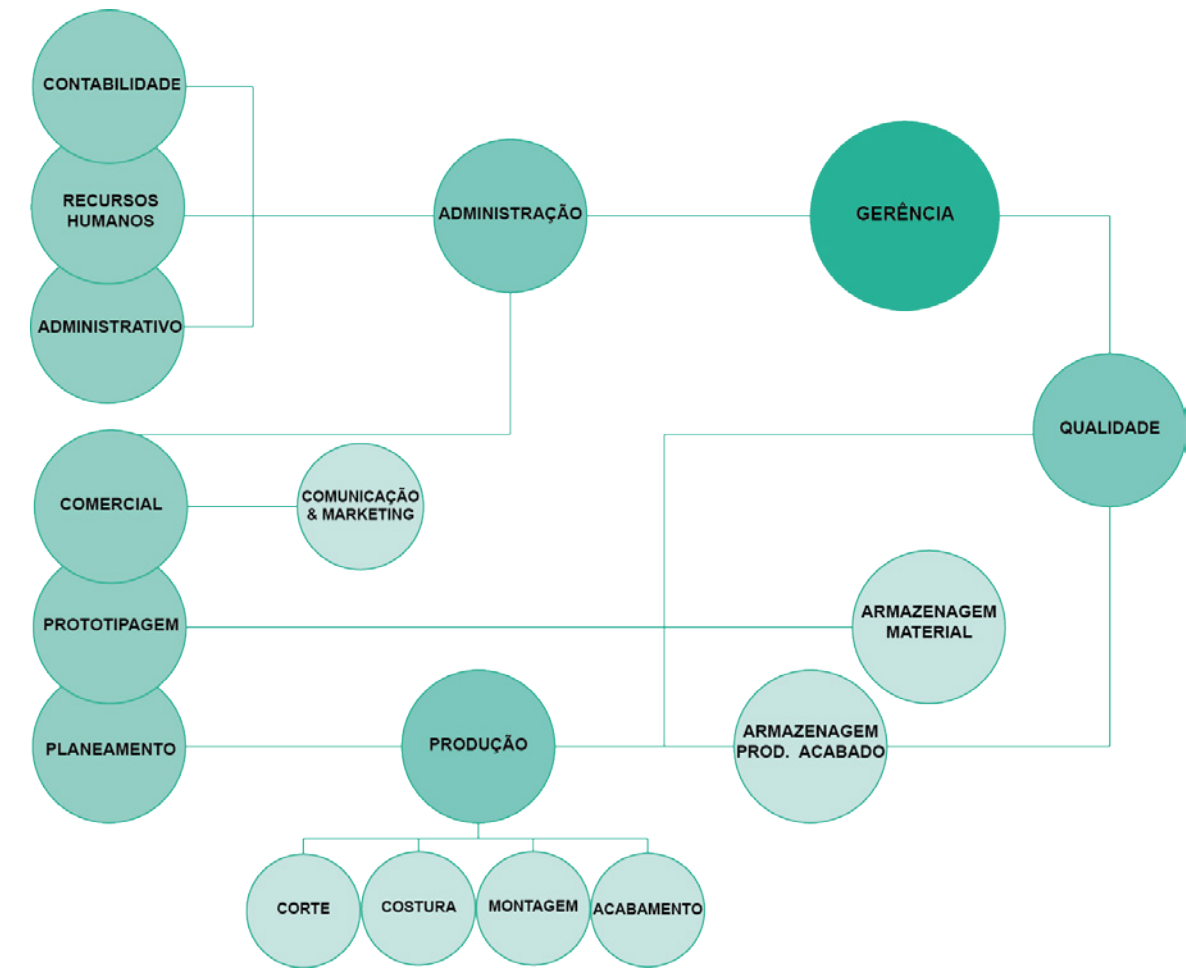 CONTABILIDADE
RECURSOS
HUMANOS
ADMINISTRATIVO
ADMINISTRAÇÃO
GERÊNCIA
QUALIDADE
COMERCIAL
COMUNICAÇÃO
& MARKETING
PROTOTIPAGEM
ARMAZENAGEM
MATERIAL
PLANEAMENTO
PRODUÇÃO
ARMAZENAGEM
PROD. ACABADO
CORTE
COSTURA
MONTAGEM
ACABAMENTO